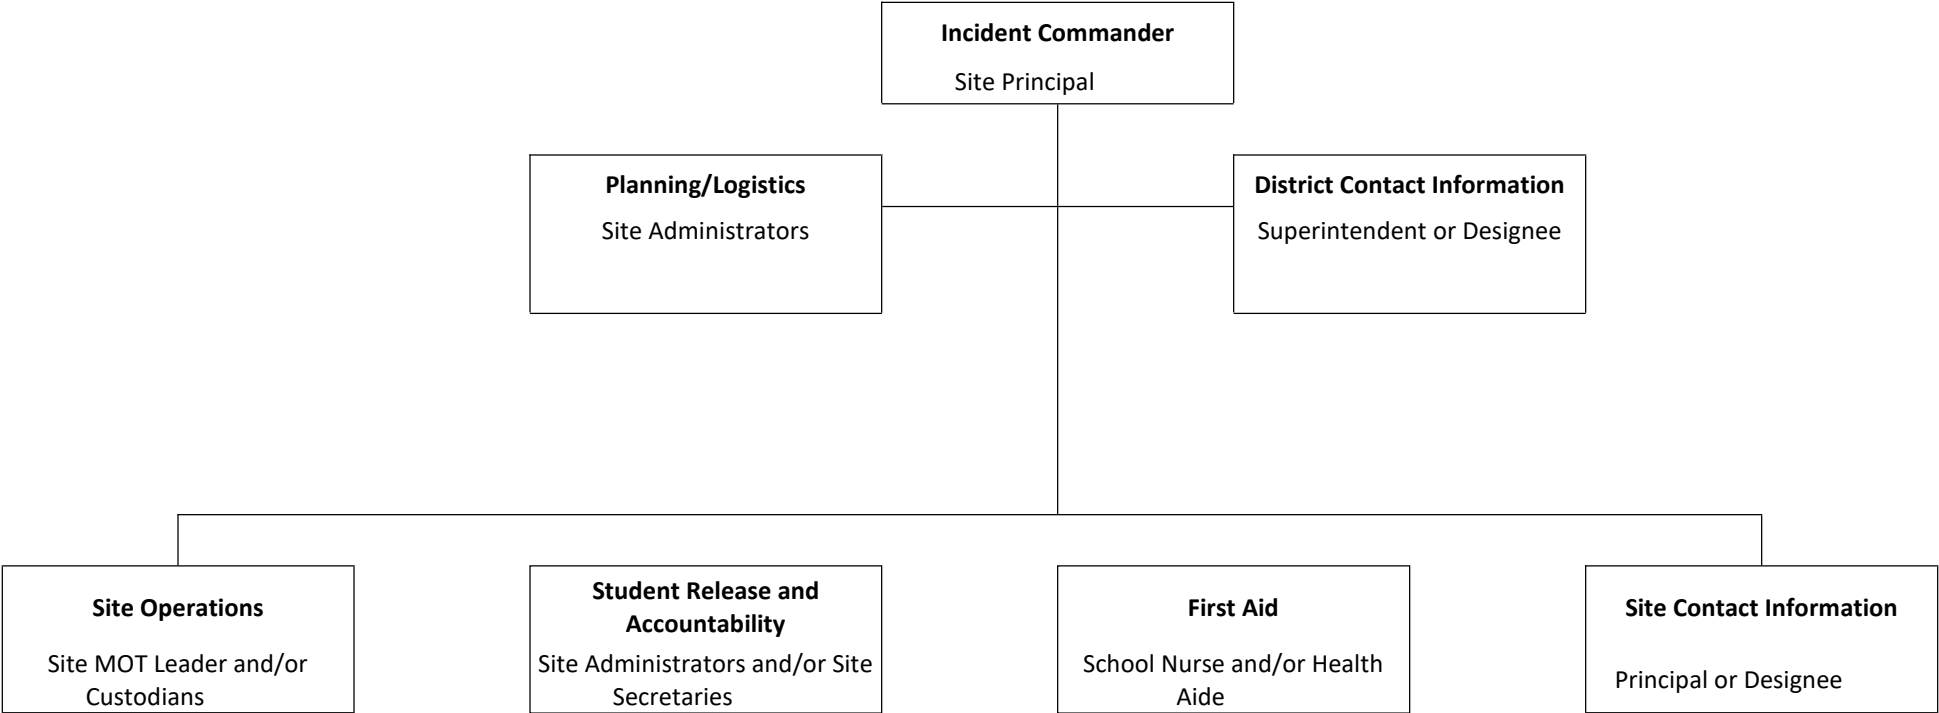 Incident Commander
Site Principal
Planning/Logistics
Site Administrators
District Contact Information
Superintendent or Designee
Site Operations
Site MOT Leader and/or
Custodians
Student Release and
Accountability
Site Administrators and/or Site
Secretaries
First Aid
School Nurse and/or Health
Aide
Site Contact Information
Principal or Designee